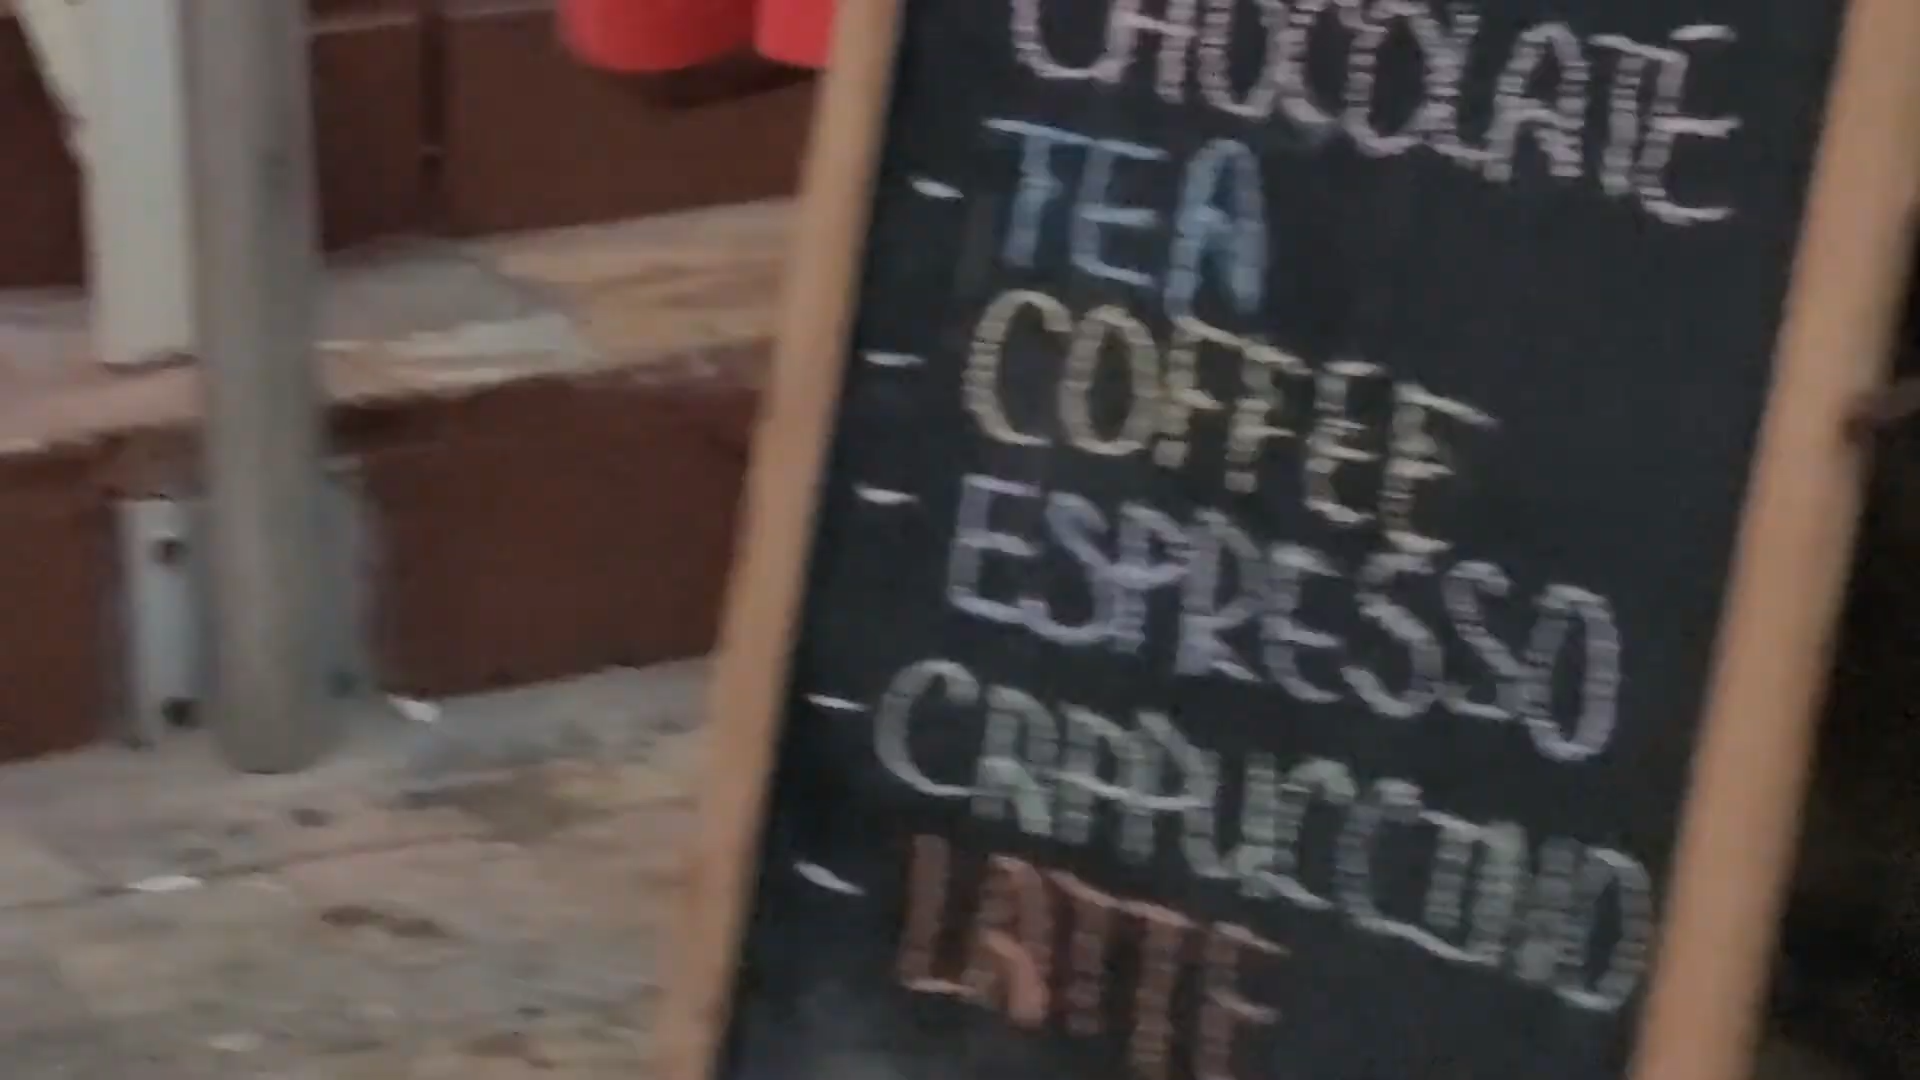 CHOCOLATE
- TEA
- COFFEE
- ESPRESSO
- CAPPUCCINO
- LATTE